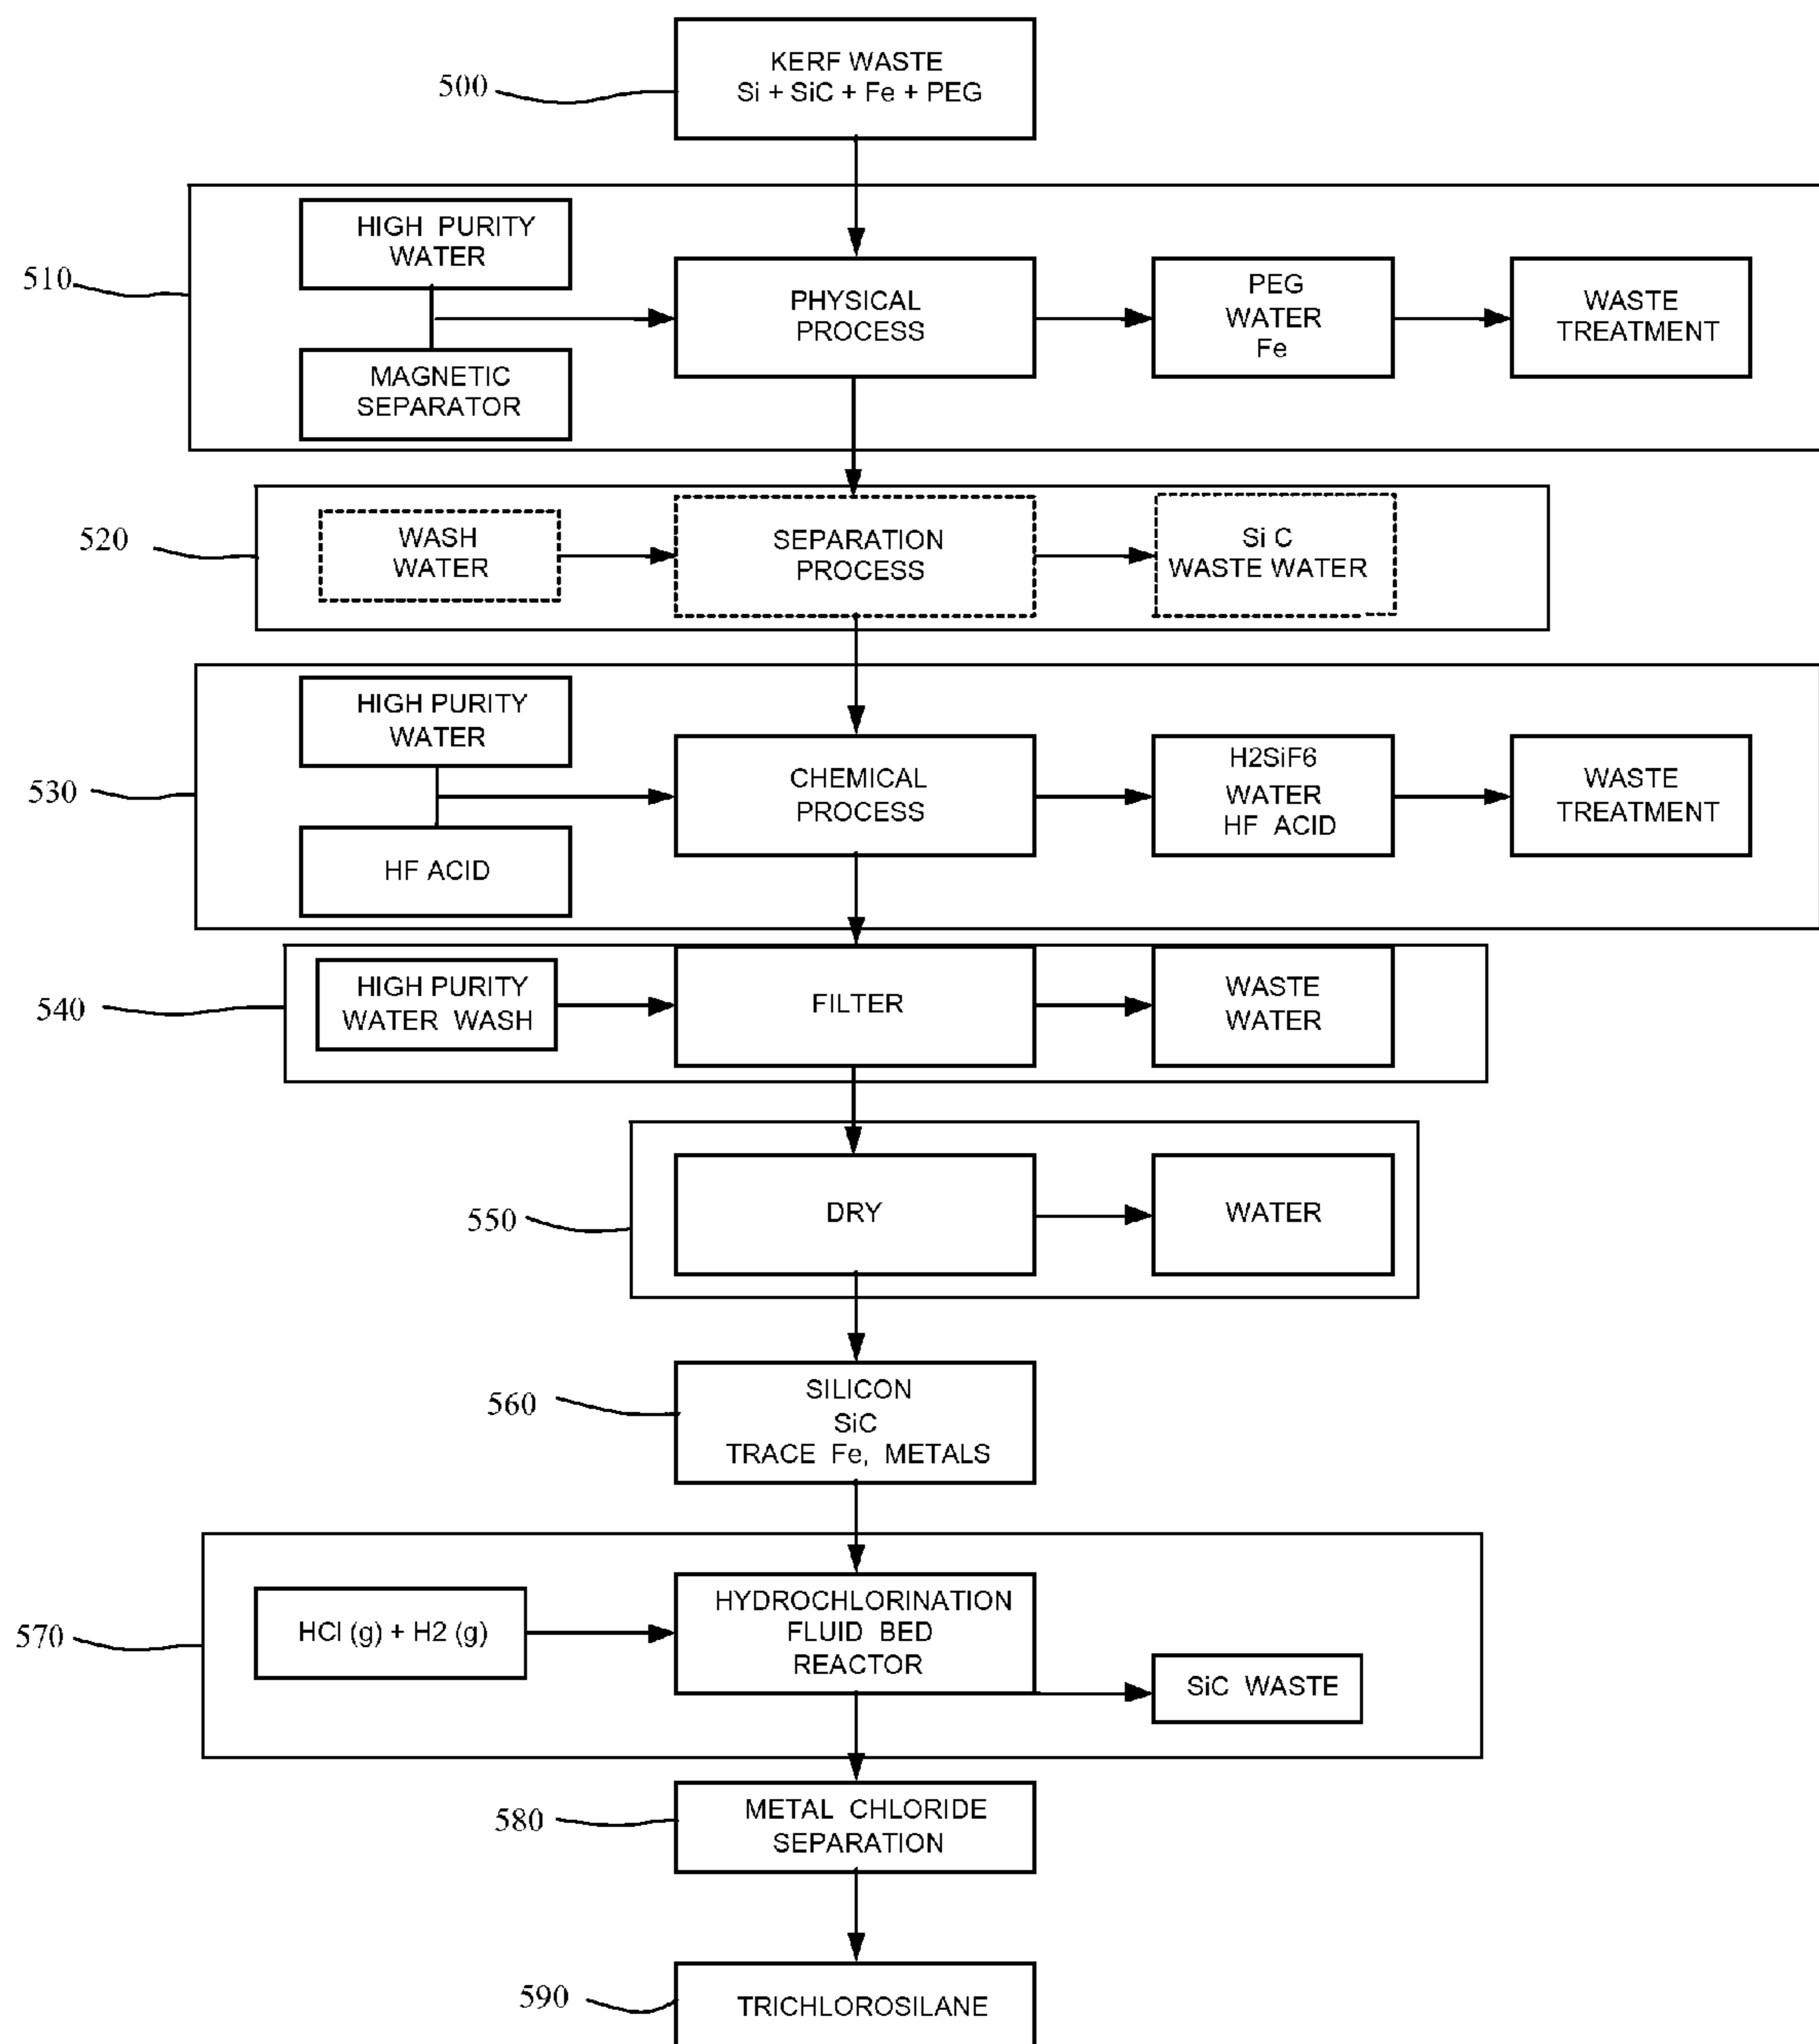 KERF WASTE
Si + SiC + Fe + PEG
500
HIGH PURITY
WATER
510
PHYSICAL
PROCESS
PEG
WATER
Fe
WASTE
TREATMENT
MAGNETIC
SEPARATOR
520
WASH
WATER
SEPARATION
PROCESS
Si C
WASTE WATER
HIGH PURITY
WATER
530
CHEMICAL
PROCESS
H2SiF6
WATER
HF ACID
WASTE
TREATMENT
HF ACID
540
HIGH PURITY
WATER WASH
FILTER
WASTE
WATER
550
DRY
WATER
560
SILICON
SiC
TRACE Fe, METALS
570
HCl (g) + H2 (g)
HYDROCHLORINATION
FLUID BED
REACTOR
SiC WASTE
580
METAL CHLORIDE
SEPARATION
590
TRICHLOROSILANE